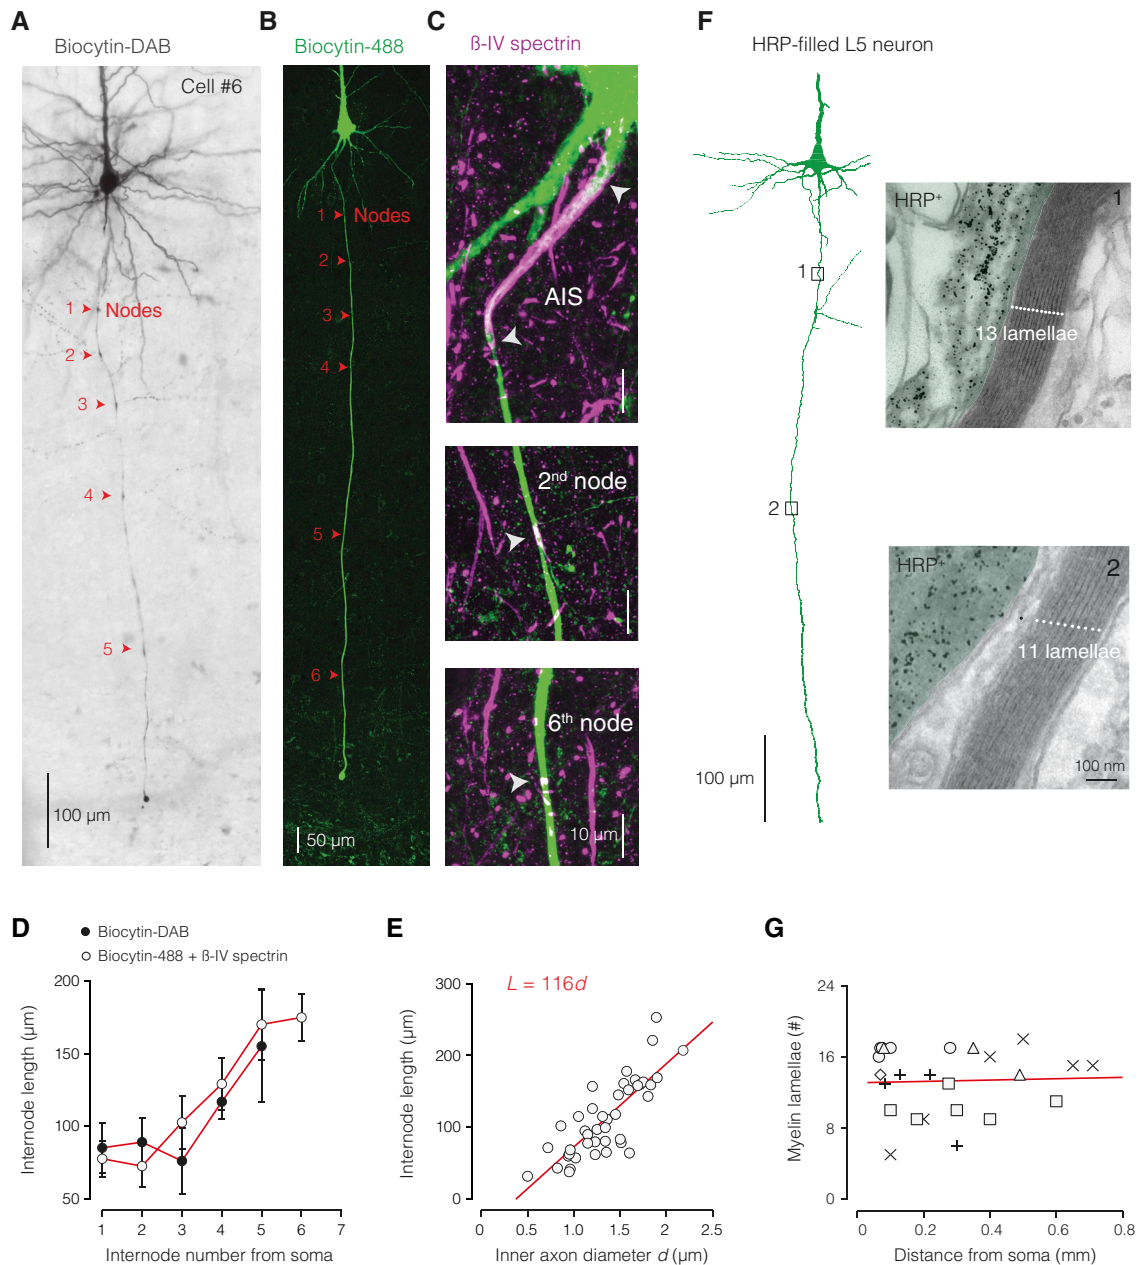 A
Biocytin-DAB
Cell #6
1 Nodes
2
3
4
5
100 µm
B
Biocytin-488
1 Nodes
2
3
4
5
6
50 µm
C
ß-IV spectrin
AIS
2nd node
6th node
10 µm
F
HRP-filled L5 neuron
1
2
100 µm
HRP+
1
13 lamellae
HRP+
2
11 lamellae
100 nm
D
Biocytin-DAB
Biocytin-488 + ß-IV spectrin
Internode length (µm)
200
150
100
50
1 2 3 4 5 6 7
Internode number from soma
E
L = 116d
Internode length (µm)
300
200
100
0
0 0.5 1.0 1.5 2.0 2.5
Inner axon diameter d (µm)
G
Myelin lamellae (#)
24
16
8
0
0 0.2 0.4 0.6 0.8
Distance from soma (mm)